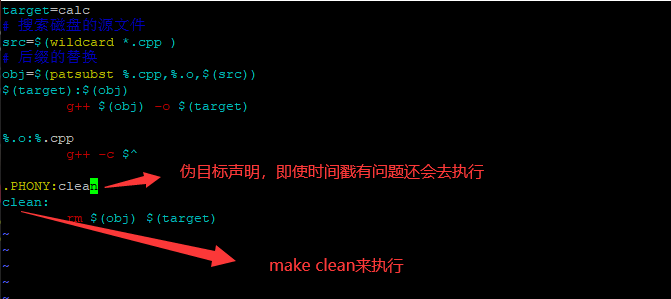 target=calc
# 搜索磁盘的源文件
src=$(wildcard *.cpp )
# 后缀的替换
obj=$(patsubst %.cpp,%.o,$(src))
$(target):$(obj)
g++ $(obj) -o $(target)
%.o:%.cpp
g++ -c $^
.PHONY:clean
伪目标声明，即使时间戳有问题还会去执行
clean:
rm $(obj) $(target)
~
~
~
make clean来执行
~
~